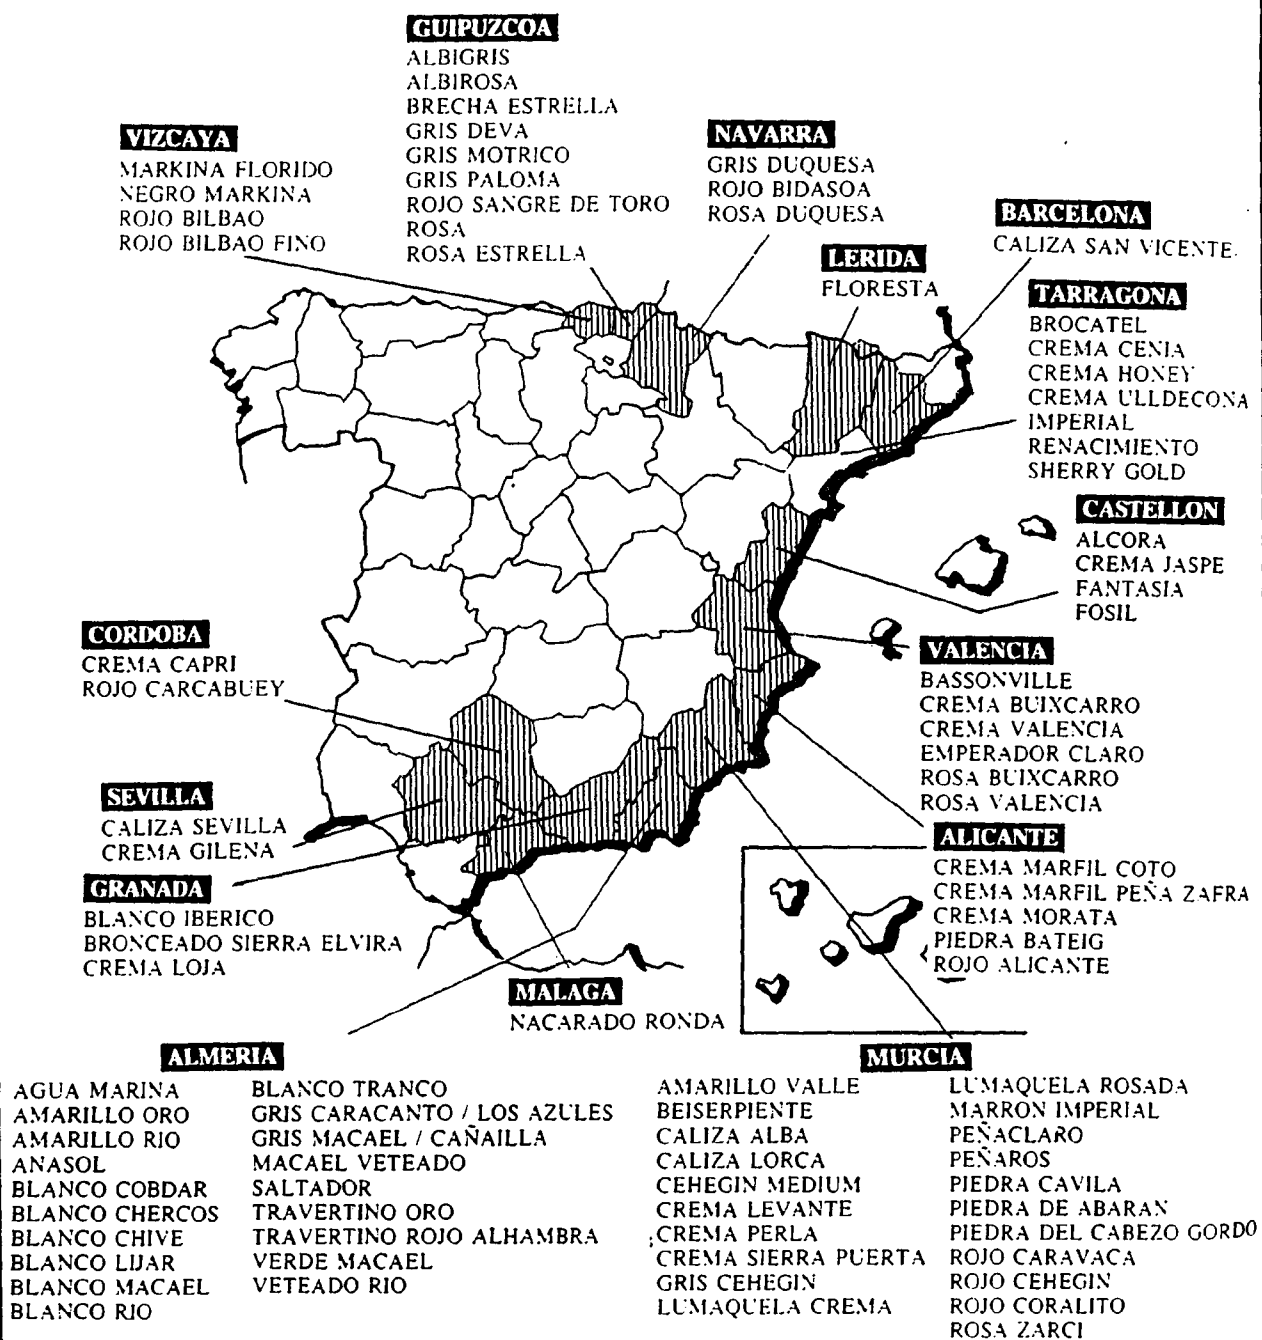 GUIPUZCOA
ALBIGRIS
ALBIROSA
BRECHA ESTRELLA
GRIS DEVA
GRIS MOTRICO
GRIS PALOMA
ROJO SANGRE DE TORO
ROSA
ROSA ESTRELLA
VIZCAYA
MARKINA FLORIDO
NEGRO MARKINA
ROJO BILBAO
ROJO BILBAO FINO
NAVARRA
GRIS DUQUESA
ROJO BIDASOA
ROSA DUQUESA
BARCELONA
CALIZA SAN VICENTE
LERIDA
FLORESTA
TARRAGONA
BROCATEL
CREMA CENIA
CREMA HONEY
CREMA ULLDECONA
IMPERIAL
RENACIMIENTO
SHERRY GOLD
CASTELLON
ALCORA
CREMA JASPE
FANTASIA
FOSIL
CORDOBA
CREMA CAPRI
ROJO CARCABUEY
VALENCIA
BASSONVILLE
CREMA BUIXCARRO
CREMA VALENCIA
EMPERADOR CLARO
ROSA BUIXCARRO
ROSA VALENCIA
SEVILLA
CALIZA SEVILLA
CREMA GILENA
ALICANTE
CREMA MARFIL COTO
CREMA MARFIL PEÑA ZAFRA
CREMA MORATA
PIEDRA BATEIG
ROJO ALICANTE
GRANADA
BLANCO IBERICO
BRONCEADO SIERRA ELVIRA
CREMA LOJA
MALAGA
NACARADO RONDA
ALMERIA
AGUA MARINA
AMARILLO ORO
AMARILLO RIO
ANASOL
BLANCO COBDAR
BLANCO CHERCOS
BLANCO CHIVE
BLANCO LIJAR
BLANCO MACAEL
BLANCO RIO
BLANCO TRANCO
GRIS CARACANTO / LOS AZULES
GRIS MACAEL / CAÑAILLA
MACAEL VETEADO
SALTADOR
TRAVERTINO ORO
TRAVERTINO ROJO ALHAMBRA
VERDE MACAEL
VETEADO RIO
MURCIA
AMARILLO VALLE
BEISERPIENTE
CALIZA ALBA
CALIZA LORCA
CEHEGIN MEDIUM
CREMA LEVANTE
CREMA PERLA
CREMA SIERRA PUERTA
GRIS CEHEGIN
LUMAQUELA CREMA
LUMAQUELA ROSADA
MARRON IMPERIAL
PEÑACLARO
PEÑAROS
PIEDRA CAVILA
PIEDRA DE ABARAN
PIEDRA DEL CABEZO GORDO
ROJO CARAVACA
ROJO CEHEGIN
ROJO CORALITO
ROSA ZARCI